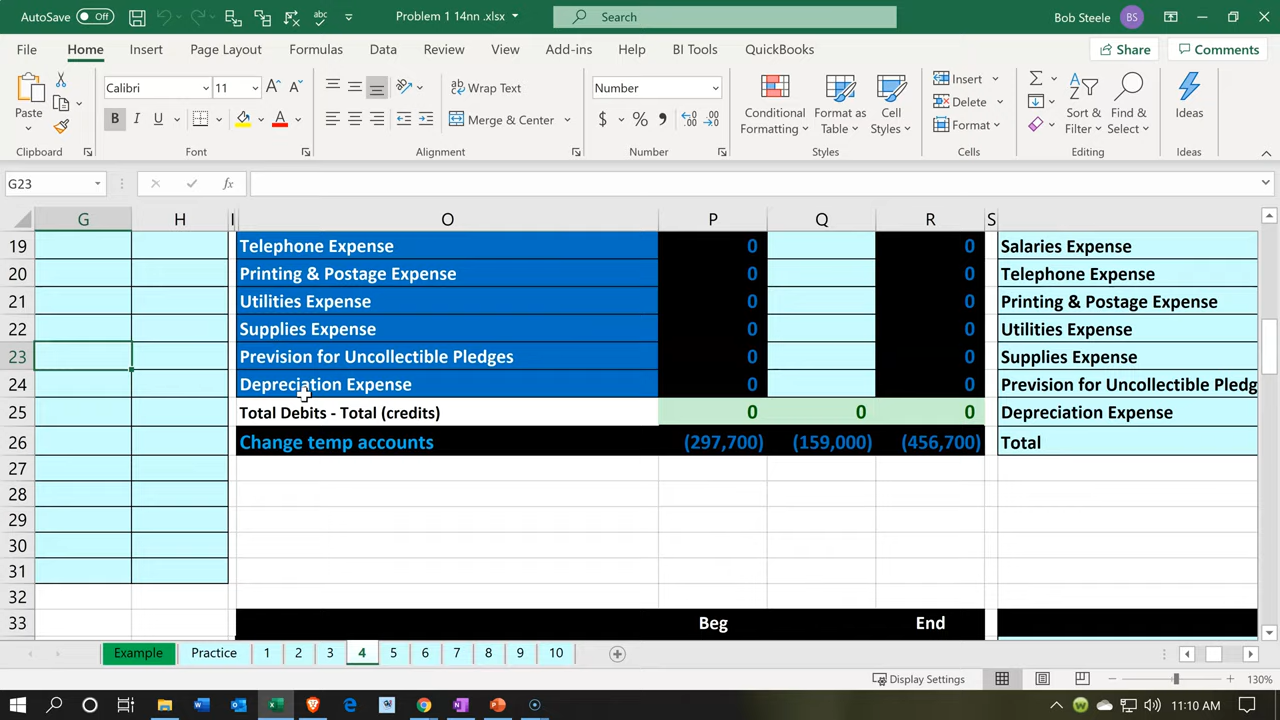 AutoSave Off Problem 1 14nn .xlsx Search Bob Steele BS
File Home Insert Page Layout Formulas Data Review View Add-ins Help BI Tools QuickBooks Share Comments
Paste Calibri 11 Wrap Text Merge & Center Number Conditional Formatting Format as Table Cell Styles Insert Delete Format Sort & Filter Find & Select Ideas
Clipboard Font Alignment Number Styles Cells Editing Ideas
G23 fx
G H I O P Q R S
19 Telephone Expense 0 0 Salaries Expense
20 Printing & Postage Expense 0 0 Telephone Expense
21 Utilities Expense 0 0 Printing & Postage Expense
22 Supplies Expense 0 0 Utilities Expense
23 Prevision for Uncollectible Pledges 0 0 Supplies Expense
24 Depreciation Expense 0 0 Prevision for Uncollectible Pledg
25 Total Debits - Total (credits) 0 0 0 Depreciation Expense
26 Change temp accounts (297,700) (159,000) (456,700) Total
27
28
29
30
31
32
33 Beg End
Example Practice 1 2 3 4 5 6 7 8 9 10
Display Settings 130%
11:10 AM